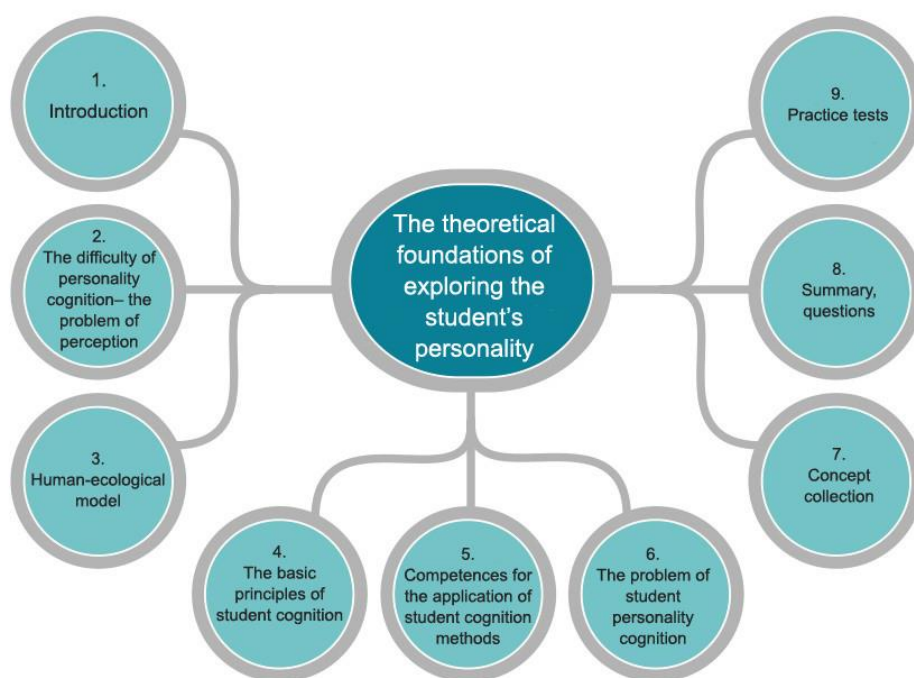 The theoretical
foundations of
exploring the
student’s
personality
1.
Introduction
2.
The difficulty of
personality
cognition– the
problem of
perception
3.
Human-ecological
model
4.
The basic
principles of
student cognition
5.
Competences for
the application of
student cognition
methods
6.
The problem of
student
personality
cognition
7.
Concept
collection
8.
Summary,
questions
9.
Practice tests